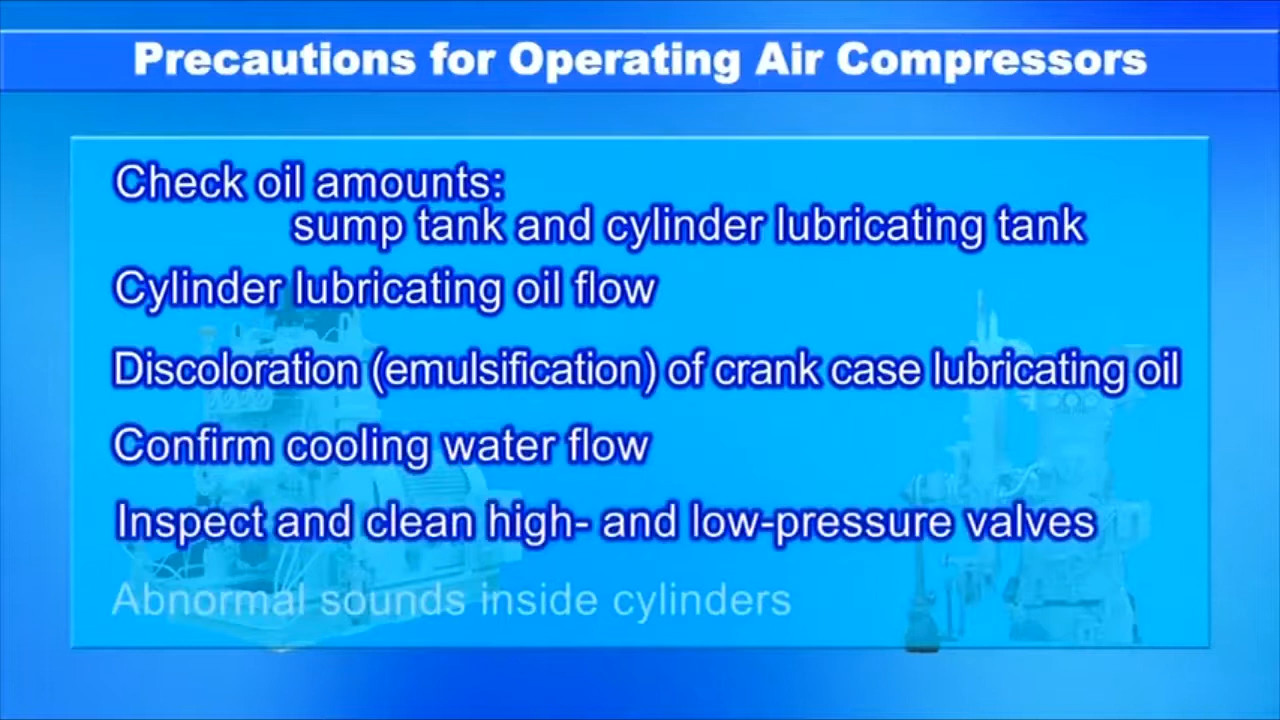 Precautions for Operating Air Compressors
Check oil amounts:
sump tank and cylinder lubricating tank
Cylinder lubricating oil flow
Discoloration (emulsification) of crank case lubricating oil
Confirm cooling water flow
Inspect and clean high- and low-pressure valves
Abnormal sounds inside cylinders